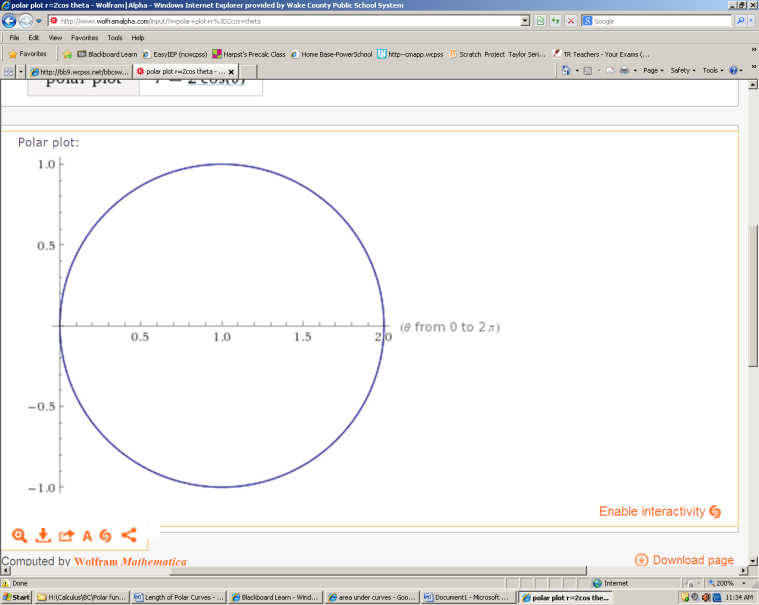 polar plot r=2cos theta - Wolfram|Alpha - Windows Internet Explorer provided by Wake County Public School System
http://www.wolframalpha.com/input/?i=polar+plot+r%3D2cos+theta
Google
File Edit View Favorites Tools Help
Favorites Blackboard Learn EasyIEP (ncwcpss) Harpst's Precalc Class Home Base-PowerSchool http--cmapp.wcpss Scratch Project Taylor Seri... TR Teachers - Your Exams (...
http://bb9.wcpss.net/bbcsw... polar plot r=2cos theta - ... Page Safety Tools
polar plot r = 2 cos(θ)
Polar plot:
1.0
0.5
0.5 1.0 1.5 2.0 (θ from 0 to 2π)
−0.5
−1.0
Enable interactivity
A
Computed by Wolfram Mathematica
Download page
Done Internet 200%
Start H:\Calculus\BC\Polar fun... Length of Polar Curves - ... Blackboard Learn - Wind... area under curves - Goo... Document1 - Microsoft ... polar plot r=2cos the... 11:34 AM